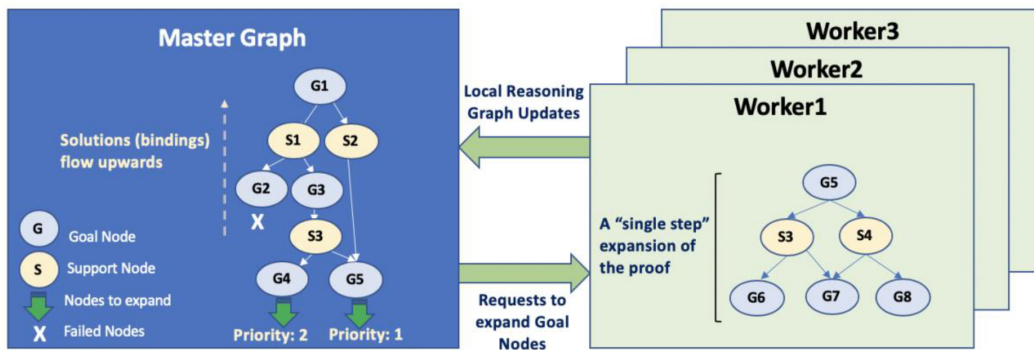 Master Graph
G1
Solutions (bindings)
flow upwards
S1
S2
G2
G3
X
S3
G4
G5
G
Goal Node
S
Support Node
Nodes to expand
X
Failed Nodes
Priority: 2
Priority: 1
Local Reasoning
Graph Updates
Requests to
expand Goal
Nodes
Worker3
Worker2
Worker1
A “single step”
expansion of
the proof
G5
S3
S4
G6
G7
G8